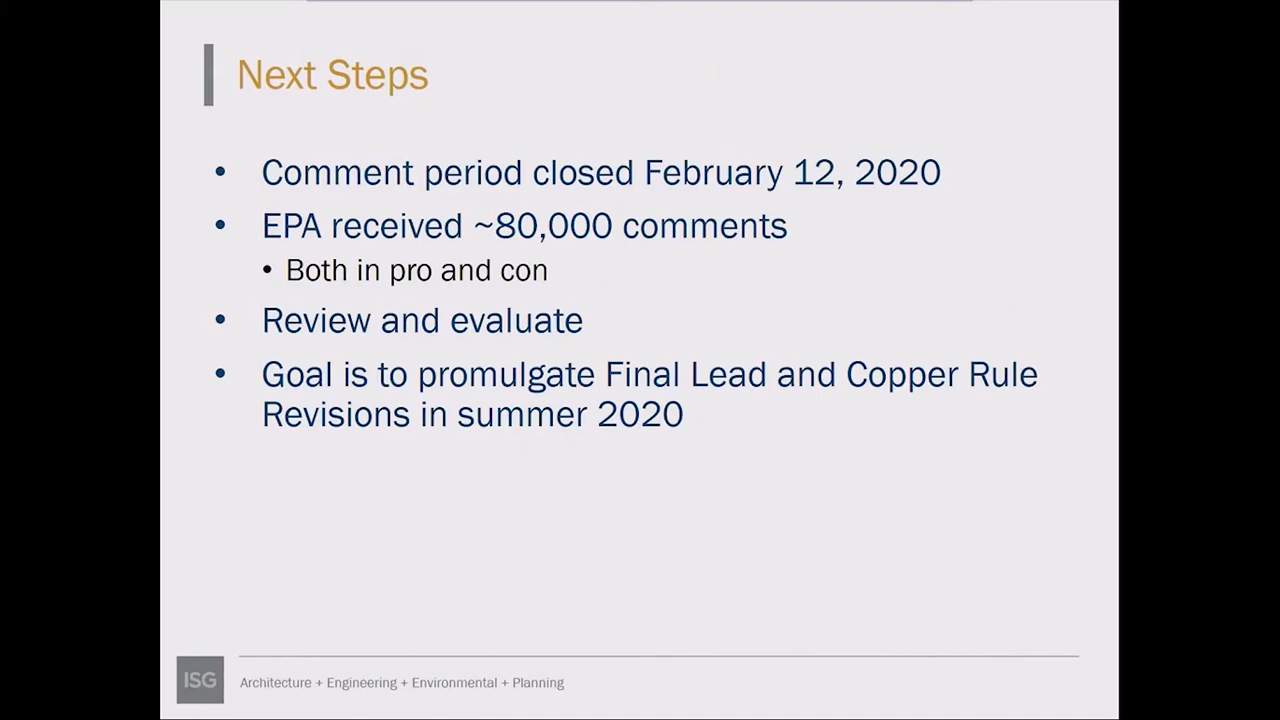 Next Steps
• Comment period closed February 12, 2020
• EPA received ~80,000 comments
• Both in pro and con
• Review and evaluate
• Goal is to promulgate Final Lead and Copper Rule
Revisions in summer 2020
ISG
Architecture + Engineering + Environmental + Planning